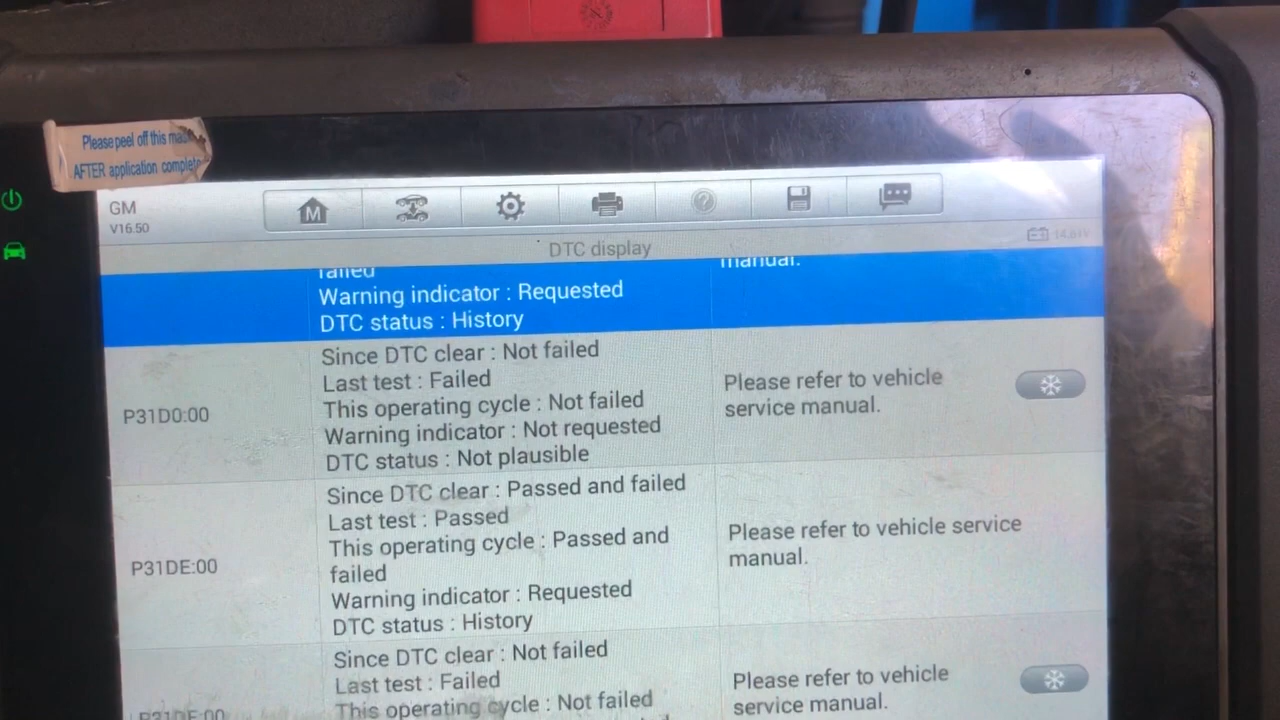 Please peel off this
AFTER application complete
GM
V16.50
M
?
DTC display
14.81V
failed
manual.
Warning indicator : Requested
DTC status : History
P31D0:00
Since DTC clear : Not failed
Last test : Failed
This operating cycle : Not failed
Warning indicator : Not requested
DTC status : Not plausible
Please refer to vehicle
service manual.
P31DE:00
Since DTC clear : Passed and failed
Last test : Passed
This operating cycle : Passed and
failed
Warning indicator : Requested
DTC status : History
Please refer to vehicle service
manual.
P31DF:00
Since DTC clear : Not failed
Last test : Failed
This operating cycle : Not failed
Please refer to vehicle
service manual.